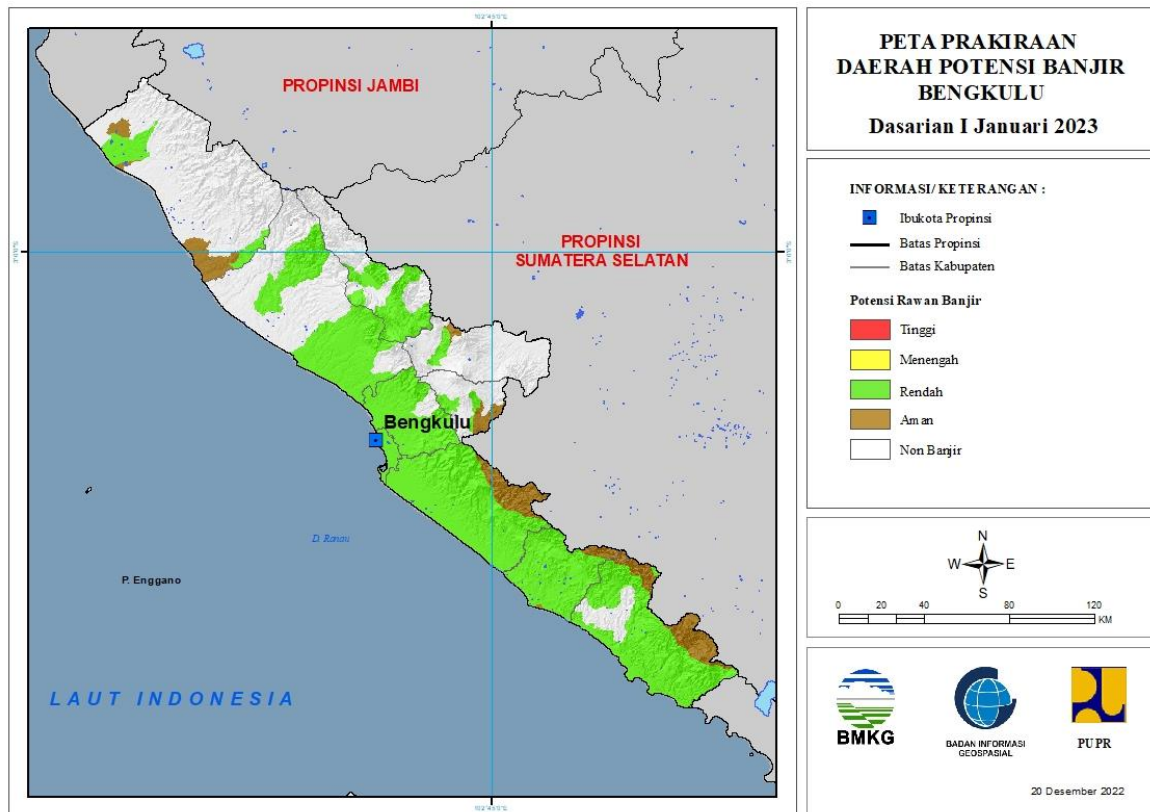 PETA PRAKIRAAN
DAERAH POTENSI BANJIR
BENGKULU
Dasarian I Januari 2023
INFORMASI/ KETERANGAN :
Ibukota Propinsi
Batas Propinsi
Batas Kabupaten
Potensi Rawan Banjir
Tinggi
Menengah
Rendah
Aman
Non Banjir
N
W E
S
0 20 40 80 120
KM
BMKG
BADAN INFORMASI
GEOSPASIAL
PUPR
20 Desember 2022
PROPINSI JAMBI
PROPINSI
SUMATERA SELATAN
Bengkulu
D. Ranau
P. Enggano
LAUT INDONESIA